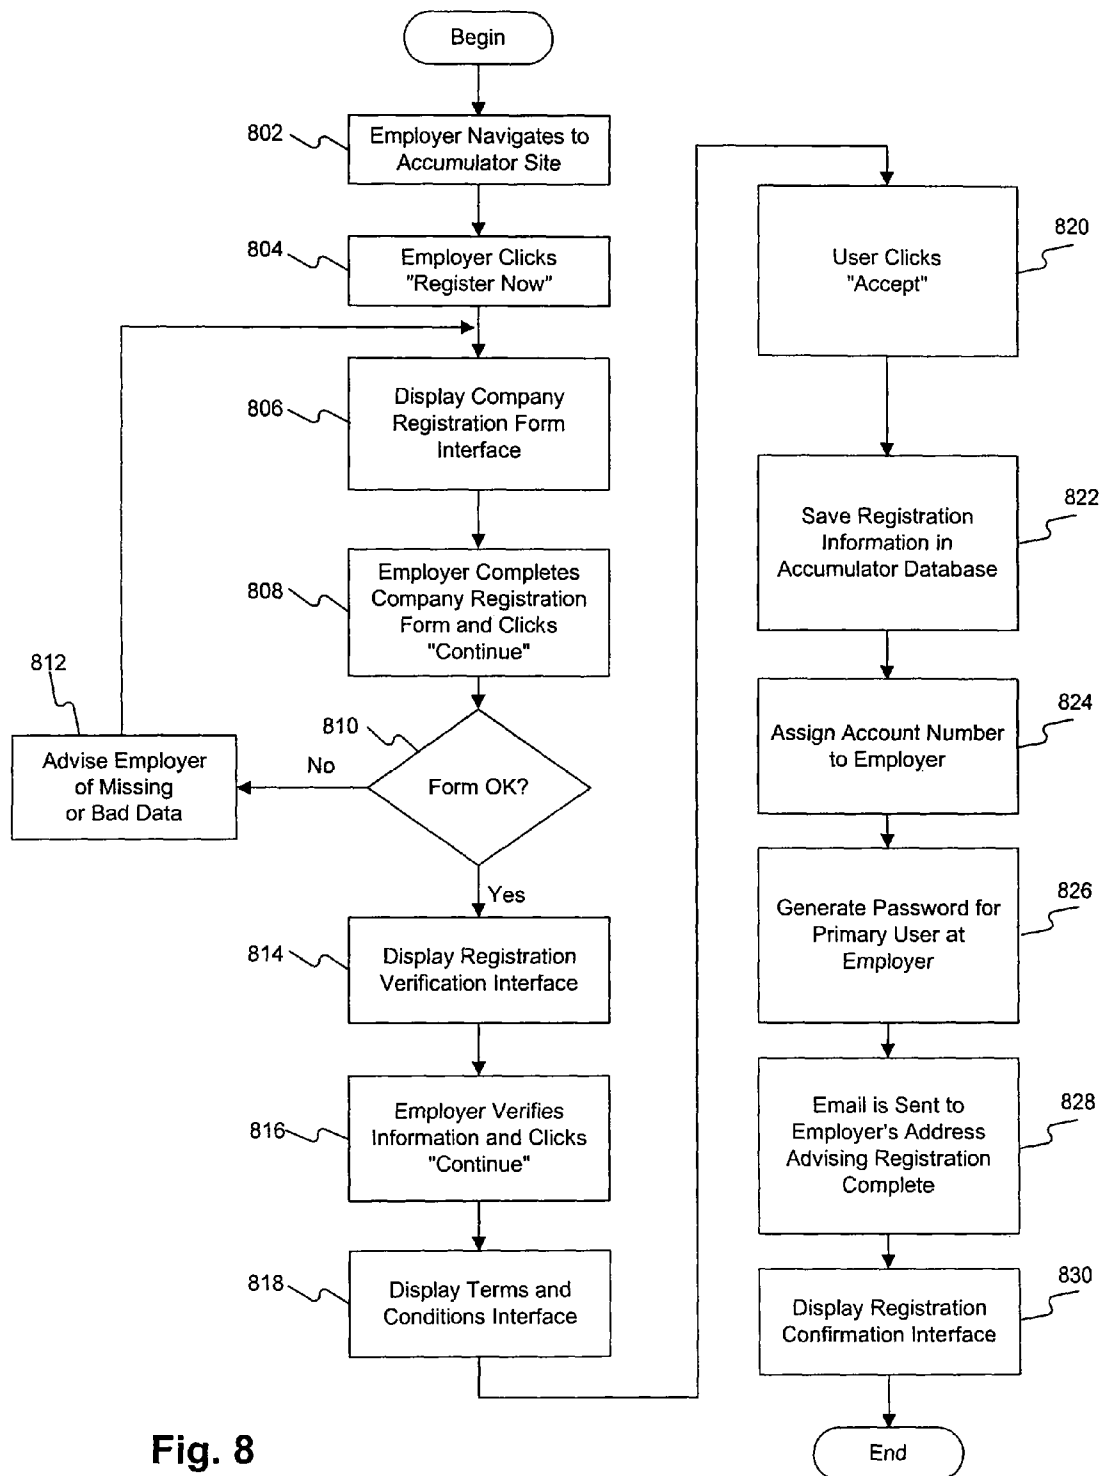 Begin
802
Employer Navigates to
Accumulator Site
804
Employer Clicks
"Register Now"
806
Display Company
Registration Form
Interface
808
Employer Completes
Company Registration
Form and Clicks
"Continue"
810
Form OK?
No
812
Advise Employer
of Missing
or Bad Data
Yes
814
Display Registration
Verification Interface
816
Employer Verifies
Information and Clicks
"Continue"
818
Display Terms and
Conditions Interface
820
User Clicks
"Accept"
822
Save Registration
Information in
Accumulator Database
824
Assign Account Number
to Employer
826
Generate Password for
Primary User at
Employer
828
Email is Sent to
Employer's Address
Advising Registration
Complete
830
Display Registration
Confirmation Interface
End
Fig. 8